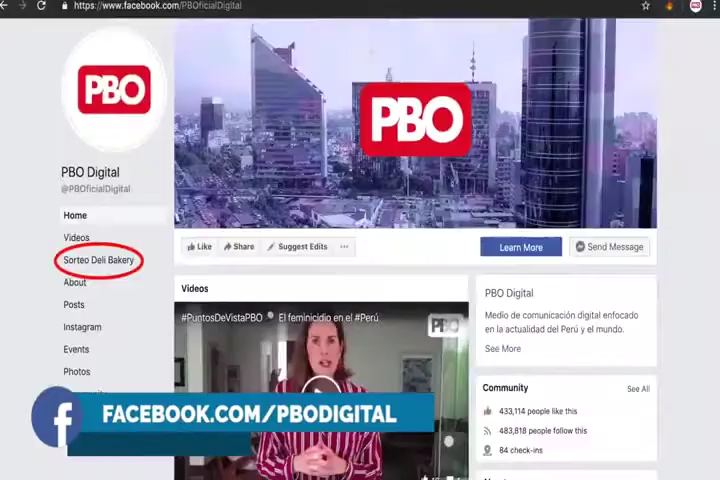 https://www.facebook.com/PBOficialDigital
PBO
PBO
PBO Digital
@PBOficialDigital
Home
Videos
Sorteo Deli Bakery
About
Posts
Instagram
Events
Photos
Like
Share
Suggest Edits
Learn More
Send Message
Videos
#PuntosDeVistaPBO
El feminicidio en el #Perú
PBO
PBO Digital
Medio de comunicación digital enfocado
en la actualidad del Perú y el mundo.
See More
Community
See All
433,114 people like this
483,818 people follow this
84 check-ins
FACEBOOK.COM/PBODIGITAL